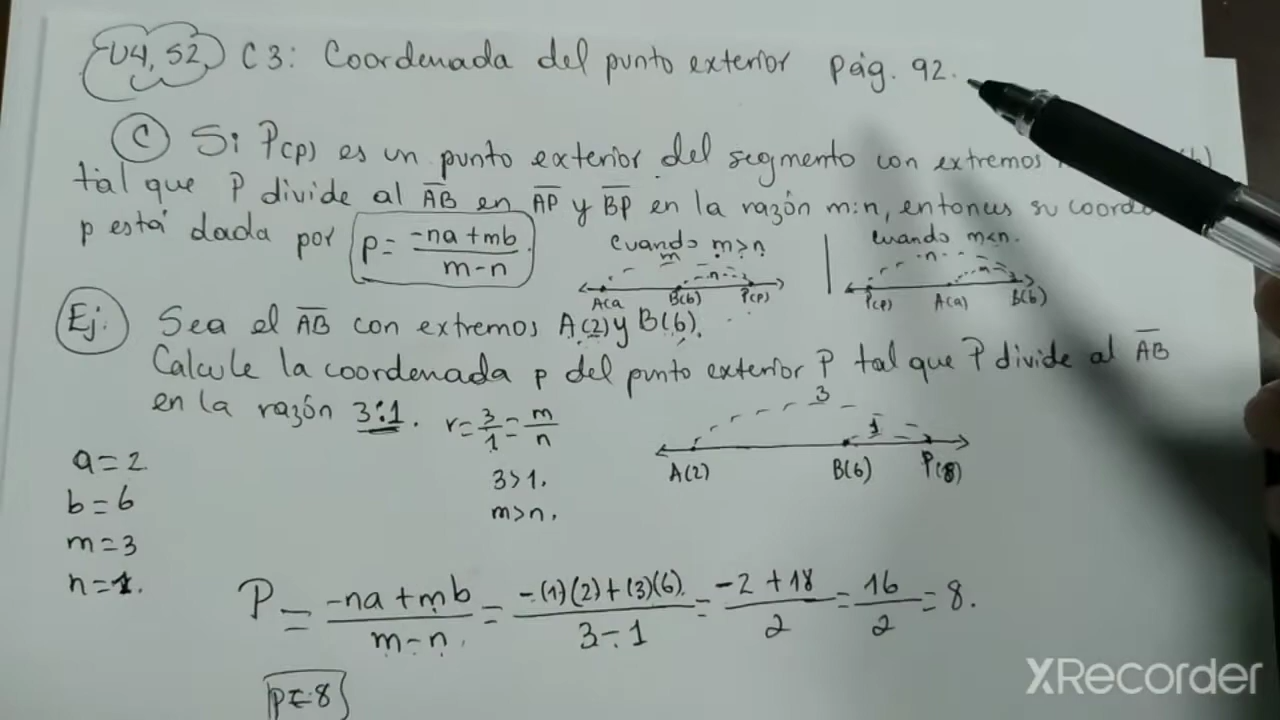 U4, S2, C3: Coordenada del punto exterior pág. 92.
C Si P(p) es un punto exterior del segmento con extremos
tal que P divide al AB en AP y BP en la razón m:n, entonces su coord
p está dada por p = (-na + mb)/(m - n). cuando m>n cuando m<n.
m n n m
A(a B(b) P(p) P(p) A(a) B(b)
Ej. Sea el AB con extremos A(2) y B(6).
Calcule la coordenada p del punto exterior P tal que P divide al AB
en la razón 3:1. r = 3/1 = m/n
3 1
A(2) B(6) P(8)
3>1.
m>n.
a=2
b=6
m=3
n=1.
P = (-na + mb)/(m - n) = (-(1)(2) + (3)(6))/(3 - 1) = (-2 + 18)/2 = 16/2 = 8.
p=8
XRecorder